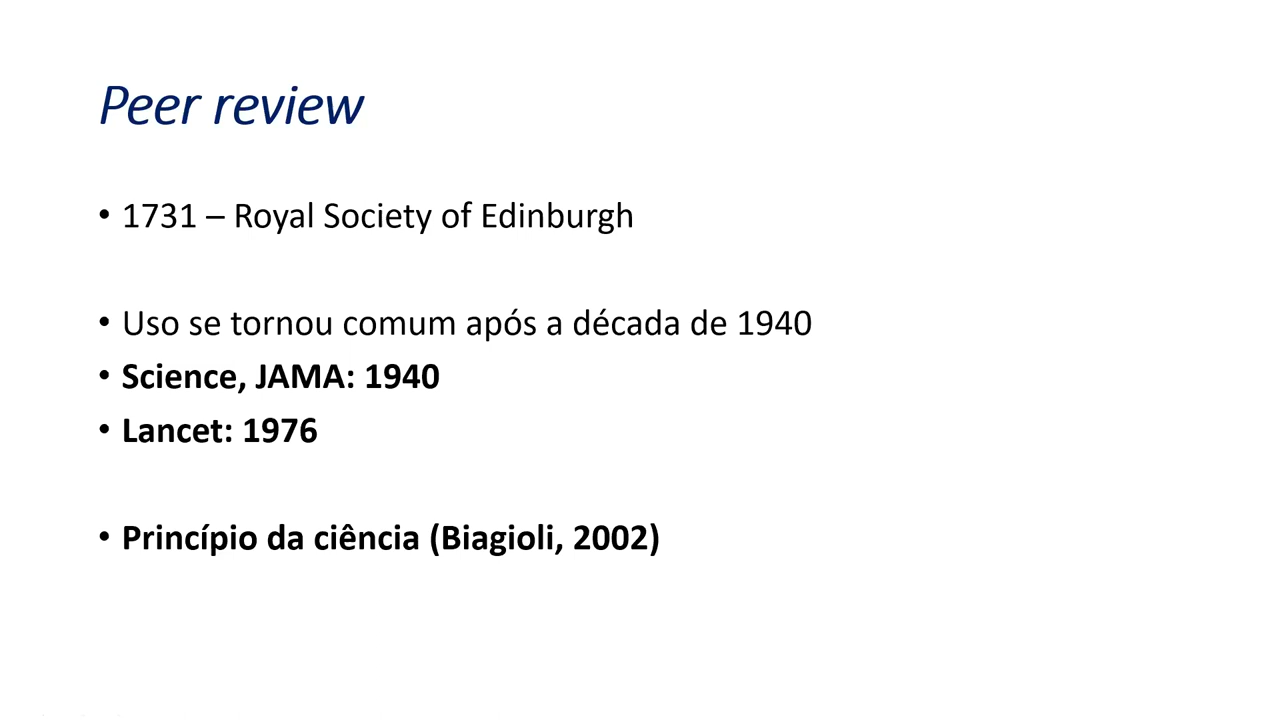 Peer review
• 1731 – Royal Society of Edinburgh
• Uso se tornou comum após a década de 1940
• Science, JAMA: 1940
• Lancet: 1976
• Princípio da ciência (Biagioli, 2002)